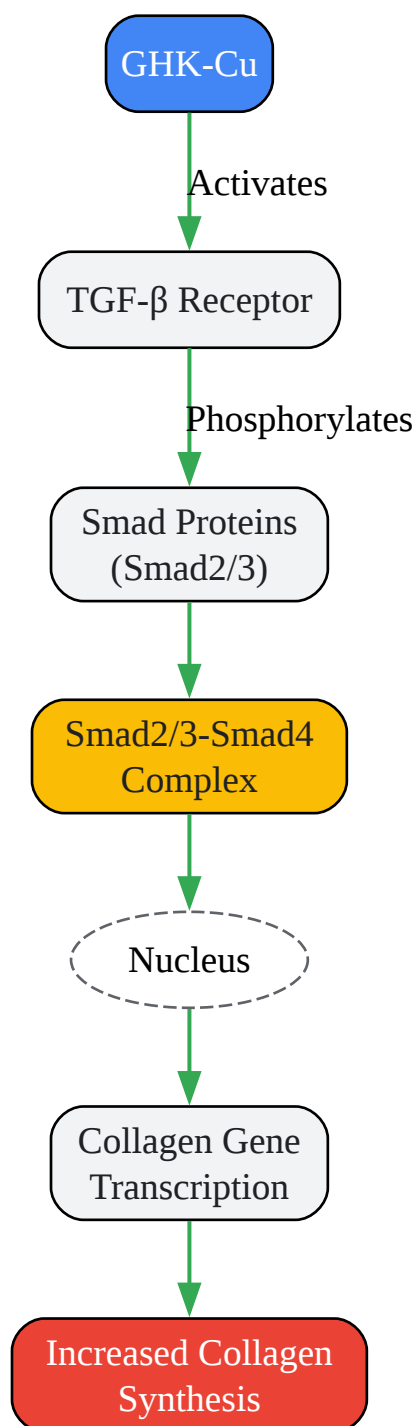 GHK-Cu
Activates
TGF-β Receptor
Phosphorylates
Smad Proteins
(Smad2/3)
Smad2/3-Smad4
Complex
Nucleus
Collagen Gene
Transcription
Increased Collagen
Synthesis